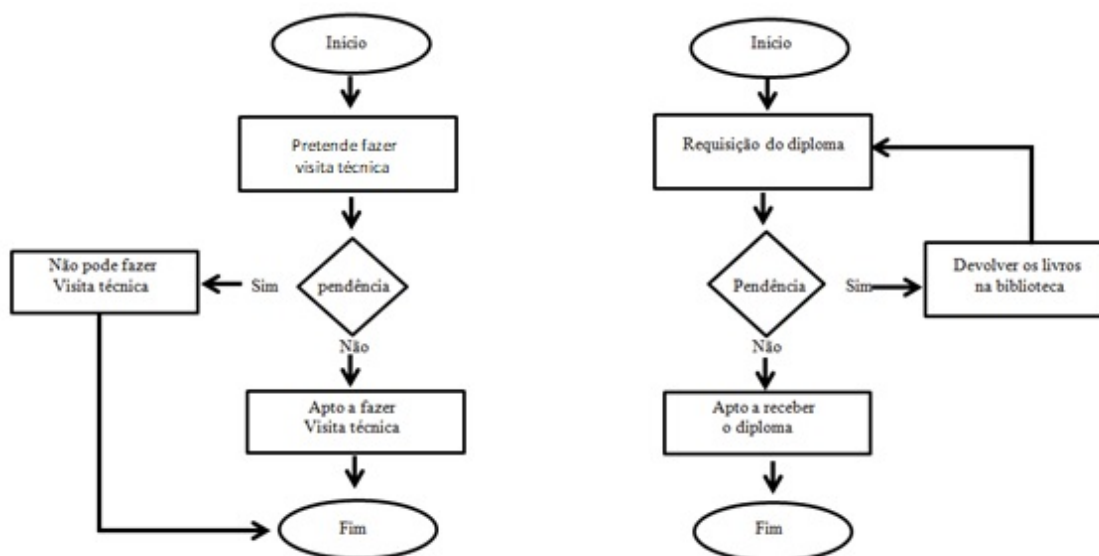 Início
Pretende fazer
visita técnica
pendência
Sim
Não pode fazer
Visita técnica
Não
Apto a fazer
Visita técnica
Fim
Início
Requisição do diploma
Pendência
Sim
Devolver os livros
na biblioteca
Não
Apto a receber
o diploma
Fim